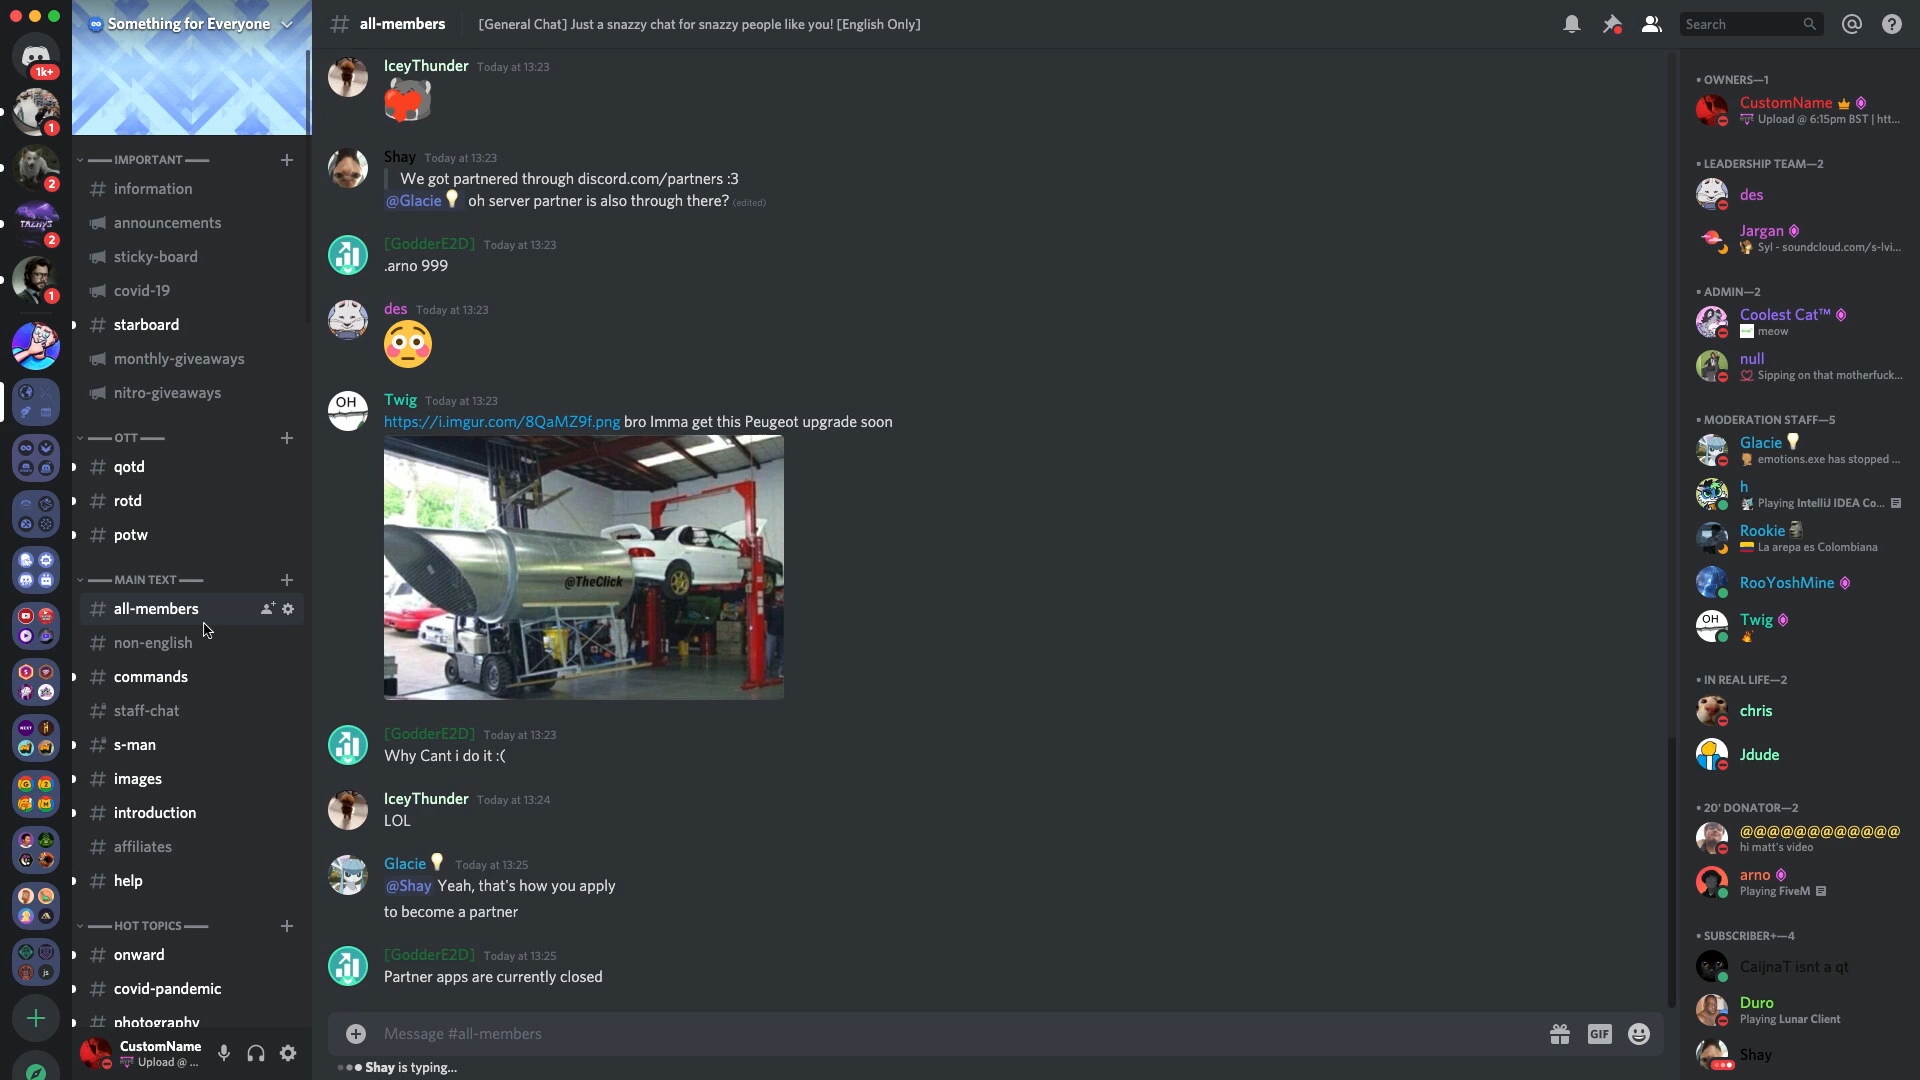 Something for Everyone
# all-members
[General Chat] Just a snazzy chat for snazzy people like you! [English Only]
Search
1k+
1
2
2
1
IMPORTANT
information
announcements
sticky-board
covid-19
starboard
monthly-giveaways
nitro-giveaways
OTT
qotd
rotd
potw
MAIN TEXT
all-members
non-english
commands
staff-chat
s-man
images
introduction
affiliates
help
HOT TOPICS
onward
covid-pandemic
photography
CustomName
Upload @ ...
IceyThunder Today at 13:23
Shay Today at 13:23
We got partnered through discord.com/partners :3
@Glacie oh server partner is also through there? (edited)
[GodderE2D] Today at 13:23
.arno 999
des Today at 13:23
OH
Twig Today at 13:23
https://i.imgur.com/8QaMZ9f.png bro Imma get this Peugeot upgrade soon
@TheClick
[GodderE2D] Today at 13:23
Why Cant i do it :(
IceyThunder Today at 13:24
LOL
Glacie Today at 13:25
@Shay Yeah, that's how you apply
to become a partner
[GodderE2D] Today at 13:25
Partner apps are currently closed
Message #all-members
GIF
Shay is typing...
OWNERS—1
CustomName
Upload @ 6:15pm BST | htt...
LEADERSHIP TEAM—2
des
Jargan
Syl - soundcloud.com/s-lvi...
ADMIN—2
Coolest Cat™
meow
null
Sipping on that motherfuck...
MODERATION STAFF—5
Glacie
emotions.exe has stopped ...
h
Playing IntelliJ IDEA Co...
Rookie
La arepa es Colombiana
RooYoshMine
OH
Twig
IN REAL LIFE—2
chris
Jdude
20' DONATOR—2
@@@@@@@@@@@@
hi matt's video
arno
Playing FiveM
SUBSCRIBER+—4
CaijnaT isnt a qt
Duro
Playing Lunar Client
Shay